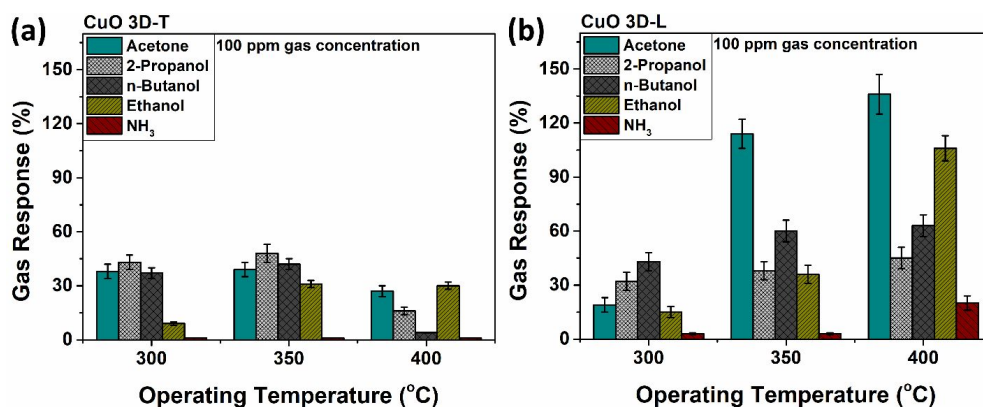 (a)
CuO 3D-T
Acetone
2-Propanol
n-Butanol
Ethanol
NH₃
100 ppm gas concentration
Gas Response (%)
150
120
90
60
30
0
300 350 400
Operating Temperature (°C)
(b)
CuO 3D-L
Acetone
2-Propanol
n-Butanol
Ethanol
NH₃
100 ppm gas concentration
Gas Response (%)
150
120
90
60
30
0
300 350 400
Operating Temperature (°C)